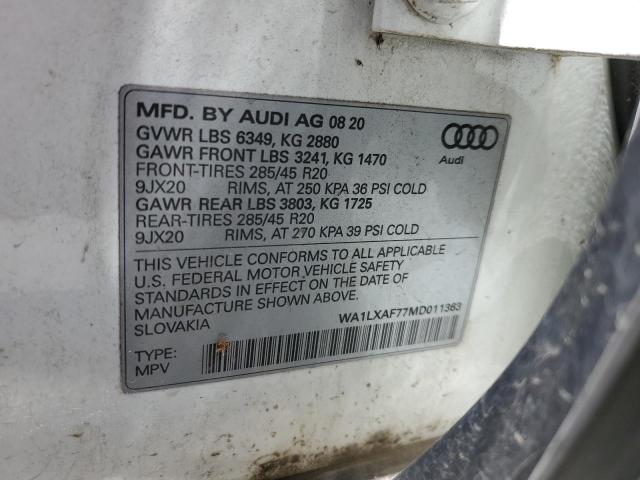 MFD. BY AUDI AG 08 20
GVWR LBS 6349, KG 2880
GAWR FRONT LBS 3241, KG 1470
FRONT-TIRES 285/45 R20
9JX20 RIMS, AT 250 KPA 36 PSI COLD
GAWR REAR LBS 3803, KG 1725
REAR-TIRES 285/45 R20
9JX20 RIMS, AT 270 KPA 39 PSI COLD
Audi
THIS VEHICLE CONFORMS TO ALL APPLICABLE
U.S. FEDERAL MOTOR VEHICLE SAFETY
STANDARDS IN EFFECT ON THE DATE OF
MANUFACTURE SHOWN ABOVE.
SLOVAKIA
WA1LXAF77MD011363
TYPE:
MPV